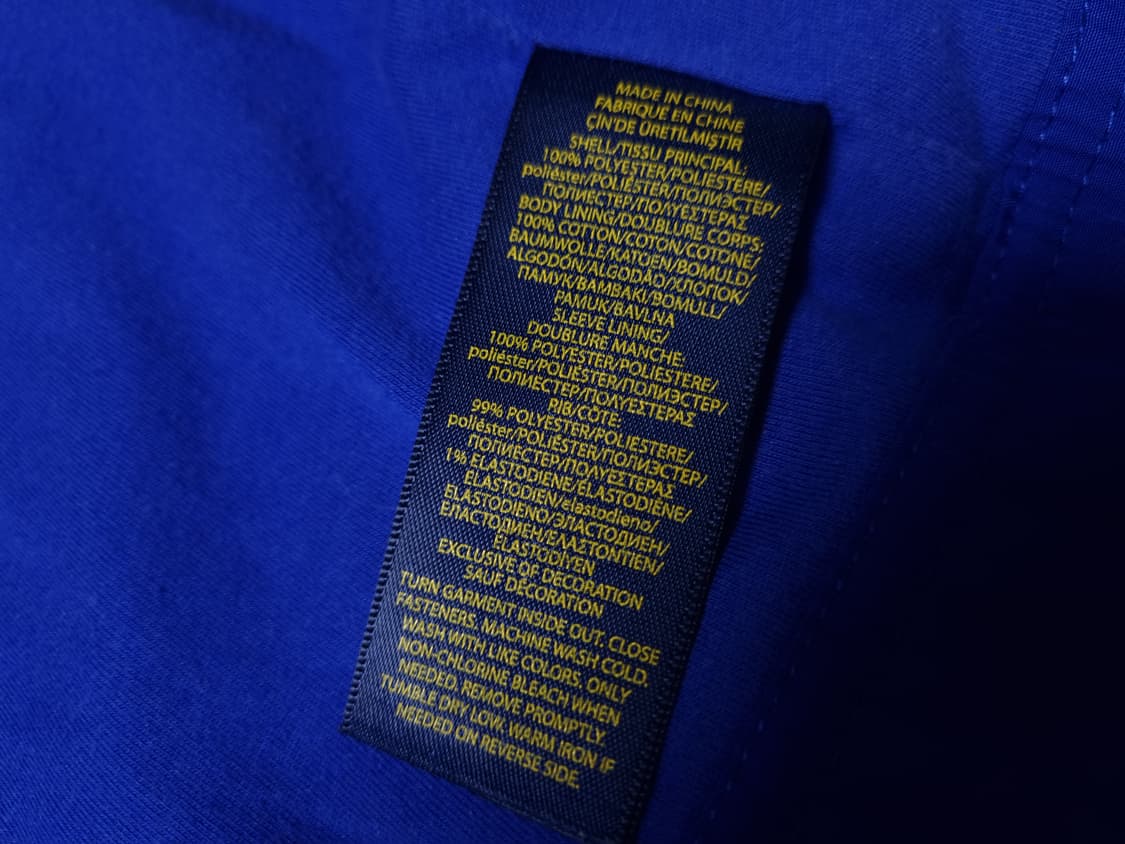 MADE IN CHINA
FABRIQUÉ EN CHINE
ÇİN'DE ÜRETİLMİŞTİR
SHELL/TISSU PRINCIPAL:
100% POLYESTER/POLIESTERE/
poliéster/POLIÉSTER/ПОЛИЭСТЕР/
ПОЛИЕСТЕР/ΠΟΛΥΕΣΤΕΡΑΣ
BODY LINING/DOUBLURE CORPS:
100% COTTON/COTON/COTONE/
BAUMWOLLE/KATOEN/BOMULD/
ALGODÓN/ALGODÃO/ХЛОПОК/
ПАМУК/BAMBAKI/BOMULL/
PAMUK/BAVLNA
SLEEVE LINING/
DOUBLURE MANCHE:
100% POLYESTER/POLIESTERE/
poliéster/POLIÉSTER/ПОЛИЭСТЕР/
ПОЛИЕСТЕР/ΠΟΛΥΕΣΤΕΡΑΣ
RIB/CÔTE:
99% POLYESTER/POLIESTERE/
poliéster/POLIÉSTER/ПОЛИЭСТЕР/
ПОЛИЕСТЕР/ΠΟΛΥΕΣΤΕΡΑΣ
1% ELASTODIENE/ÉLASTODIÈNE/
ELASTODIEN/elastodieno/
ELASTODIENO/ЭЛАСТОДИЕН/
ЕЛАСТОДИЕН/ΕΛΑΣΤΟΝΤΙΕΝ/
ELASTODİYEN
EXCLUSIVE OF DECORATION
SAUF DÉCORATION
TURN GARMENT INSIDE OUT. CLOSE
FASTENERS. MACHINE WASH COLD.
WASH WITH LIKE COLORS. ONLY
NON-CHLORINE BLEACH WHEN
NEEDED. REMOVE PROMPTLY.
TUMBLE DRY LOW. WARM IRON IF
NEEDED ON REVERSE SIDE.